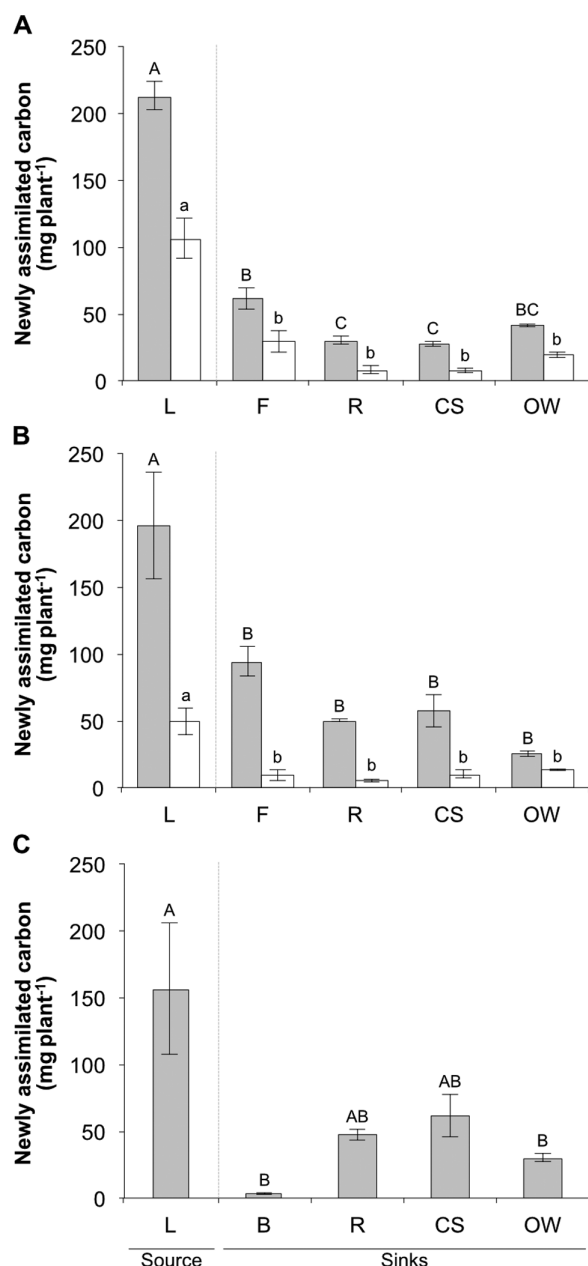 A
Newly assimilated carbon
(mg plant-1)
250
200
150
100
50
0
A
a
B
b
C
b
C
b
BC
b
L F R CS OW
B
Newly assimilated carbon
(mg plant-1)
250
200
150
100
50
0
A
a
B
b
B
b
B
b
B
b
L F R CS OW
C
Newly assimilated carbon
(mg plant-1)
250
200
150
100
50
0
A
B
AB
AB
B
L B R CS OW
Source Sinks